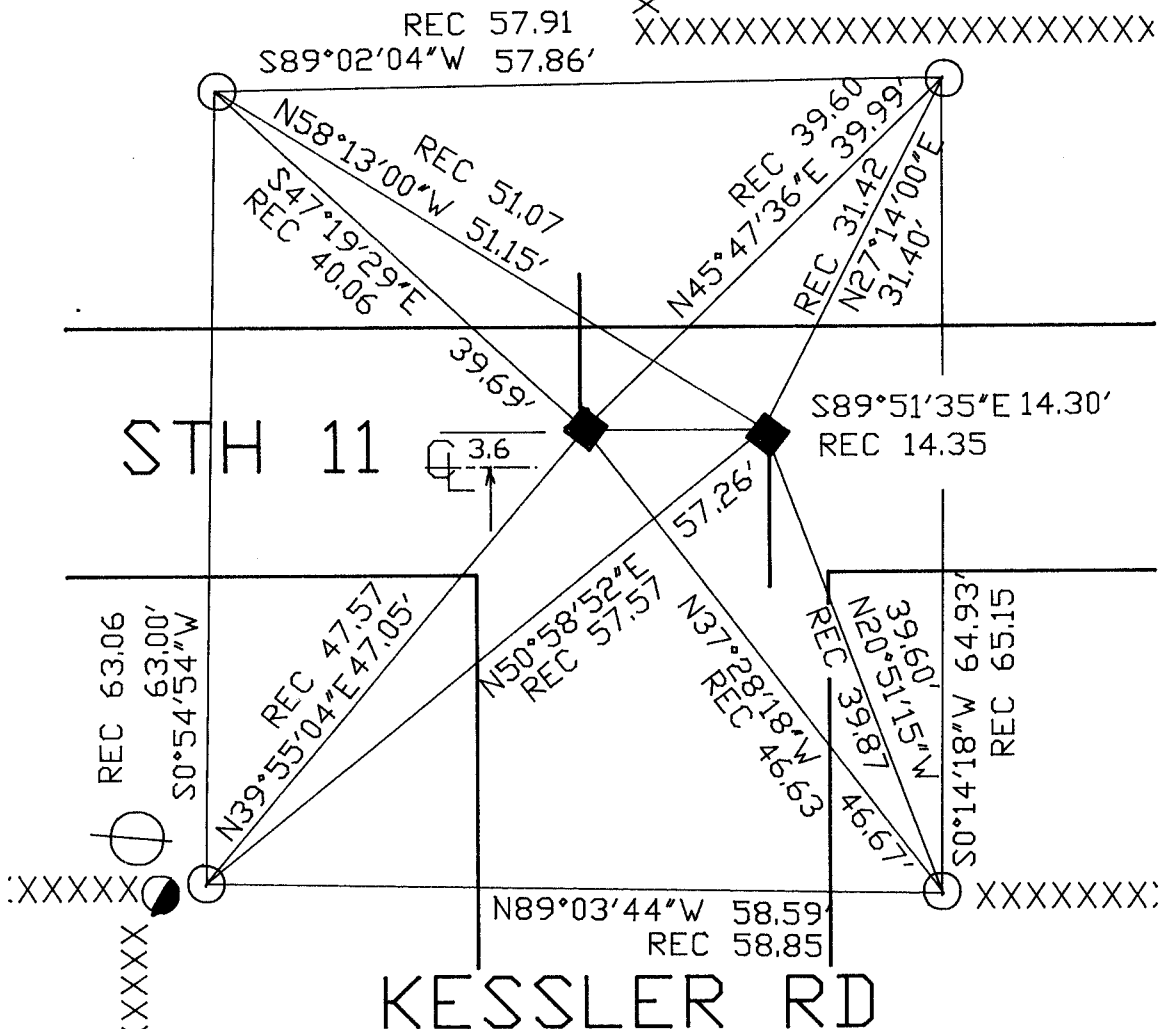 REC 57.91
S89°02'04"W 57.86'
XXXXXXXXXXXXXXXXXXXXX
N58°13'00"W 51.15'
REC 51.07
S47°19'29"E
REC 40.06
39.69'
REC 39.60
N45°47'36"E 39.99'
REC 31.42
N27°14'00"E
31.40'
S89°51'35"E 14.30'
REC 14.35
STH 11
CL
3.6
57.26'
N50°58'52"E
REC 57.57
REC 63.06
63.00'
S0°54'54"W
REC 47.57
N39°55'04"E 47.05'
N37°28'18"W
REC 46.63
46.67'
39.60'
N20°51'15"W
REC 39.87
S0°14'18"W 64.93'
REC 65.15
N89°03'44"W 58.59'
REC 58.85
KESSLER RD